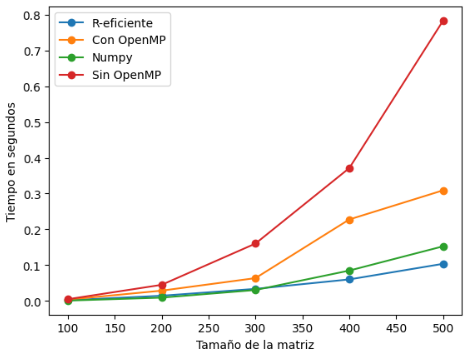 0.8
0.7
0.6
0.5
0.4
0.3
0.2
0.1
0.0
Tiempo en segundos
R-eficiente
Con OpenMP
Numpy
Sin OpenMP
100 150 200 250 300 350 400 450 500
Tamaño de la matriz